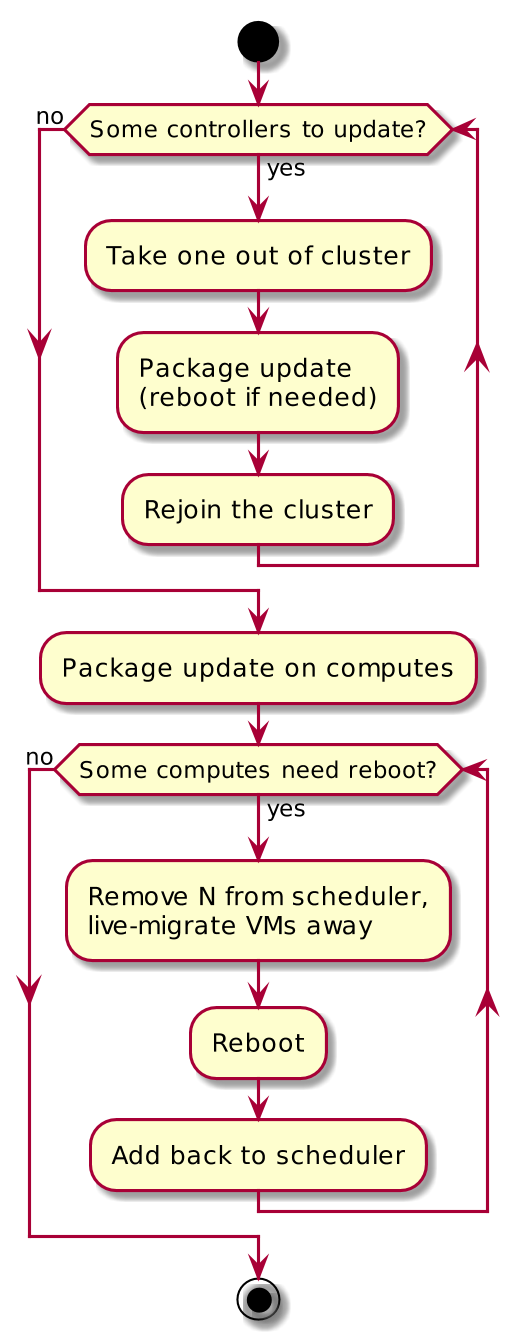 no
Some controllers to update?
yes
Take one out of cluster
Package update
(reboot if needed)
Rejoin the cluster
Package update on computes
no
Some computes need reboot?
yes
Remove N from scheduler,
live-migrate VMs away
Reboot
Add back to scheduler